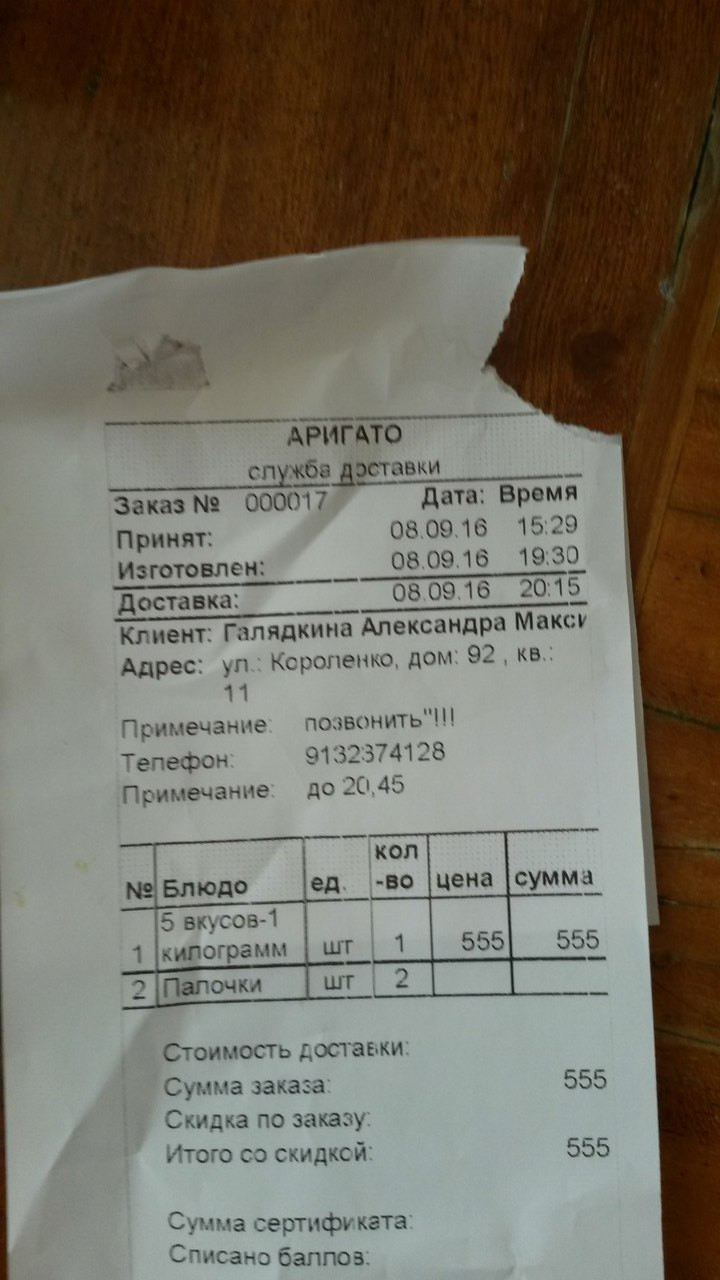 АРИГАТО
служба доставки
Заказ № 000017 Дата: Время
Принят: 08.09.16 15:29
Изготовлен: 08.09.16 19:30
Доставка: 08.09.16 20:15
Клиент: Галядкина Александра Макси
Адрес: ул.: Короленко, дом: 92 , кв.:
11
Примечание: позвонить"!!!
Телефон: 9132374128
Примечание: до 20,45
№ Блюдо ед. кол-во цена сумма
1 5 вкусов-1 килограмм шт 1 555 555
2 Палочки шт 2
Стоимость доставки:
Сумма заказа: 555
Скидка по заказу:
Итого со скидкой: 555
Сумма сертификата:
Списано баллов: